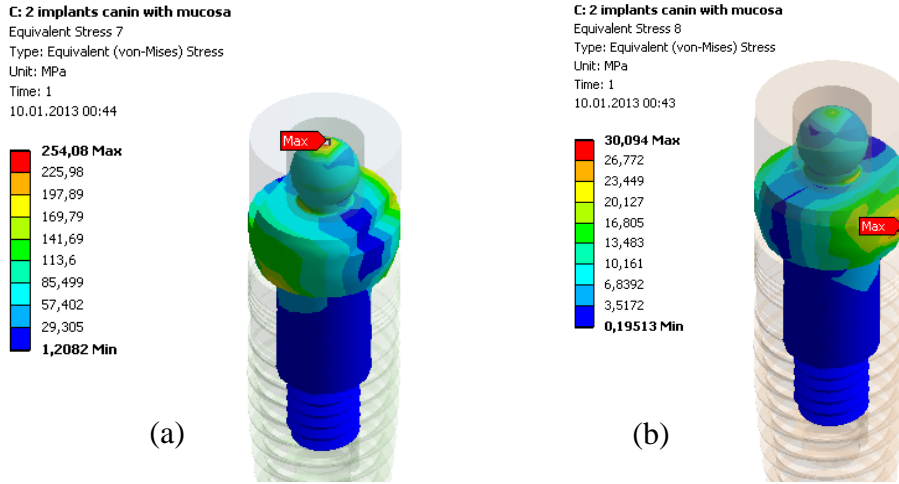 C: 2 implants canin with mucosa
Equivalent Stress 7
Type: Equivalent (von-Mises) Stress
Unit: MPa
Time: 1
10.01.2013 00:44
254,08 Max
225,98
197,89
169,79
141,69
113,6
85,499
57,402
29,305
1,2082 Min
Max
(a)
C: 2 implants canin with mucosa
Equivalent Stress 8
Type: Equivalent (von-Mises) Stress
Unit: MPa
Time: 1
10.01.2013 00:43
30,094 Max
26,772
23,449
20,127
16,805
13,483
10,161
6,8392
3,5172
0,19513 Min
Max
(b)